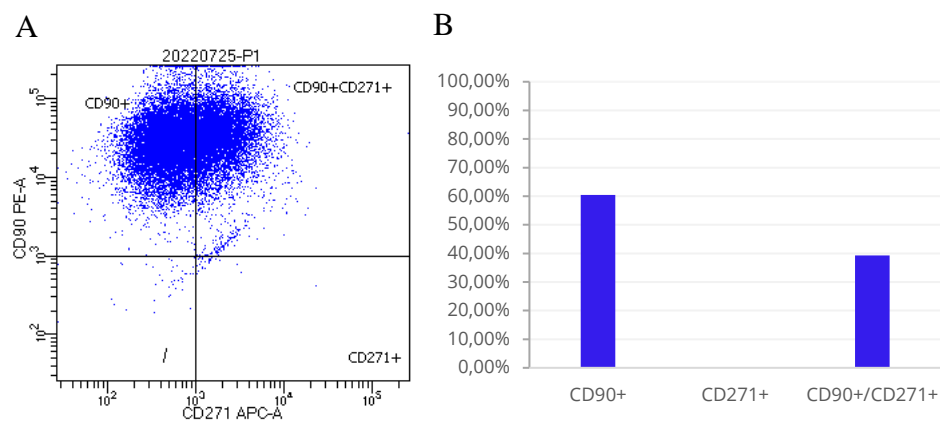 A
20220725-P1
CD90+
CD90+CD271+
10^5
10^4
10^3
10^2
CD90 PE-A
/
CD271+
10^2
10^3
10^4
10^5
CD271 APC-A
B
100,00%
90,00%
80,00%
70,00%
60,00%
50,00%
40,00%
30,00%
20,00%
10,00%
0,00%
CD90+
CD271+
CD90+/CD271+